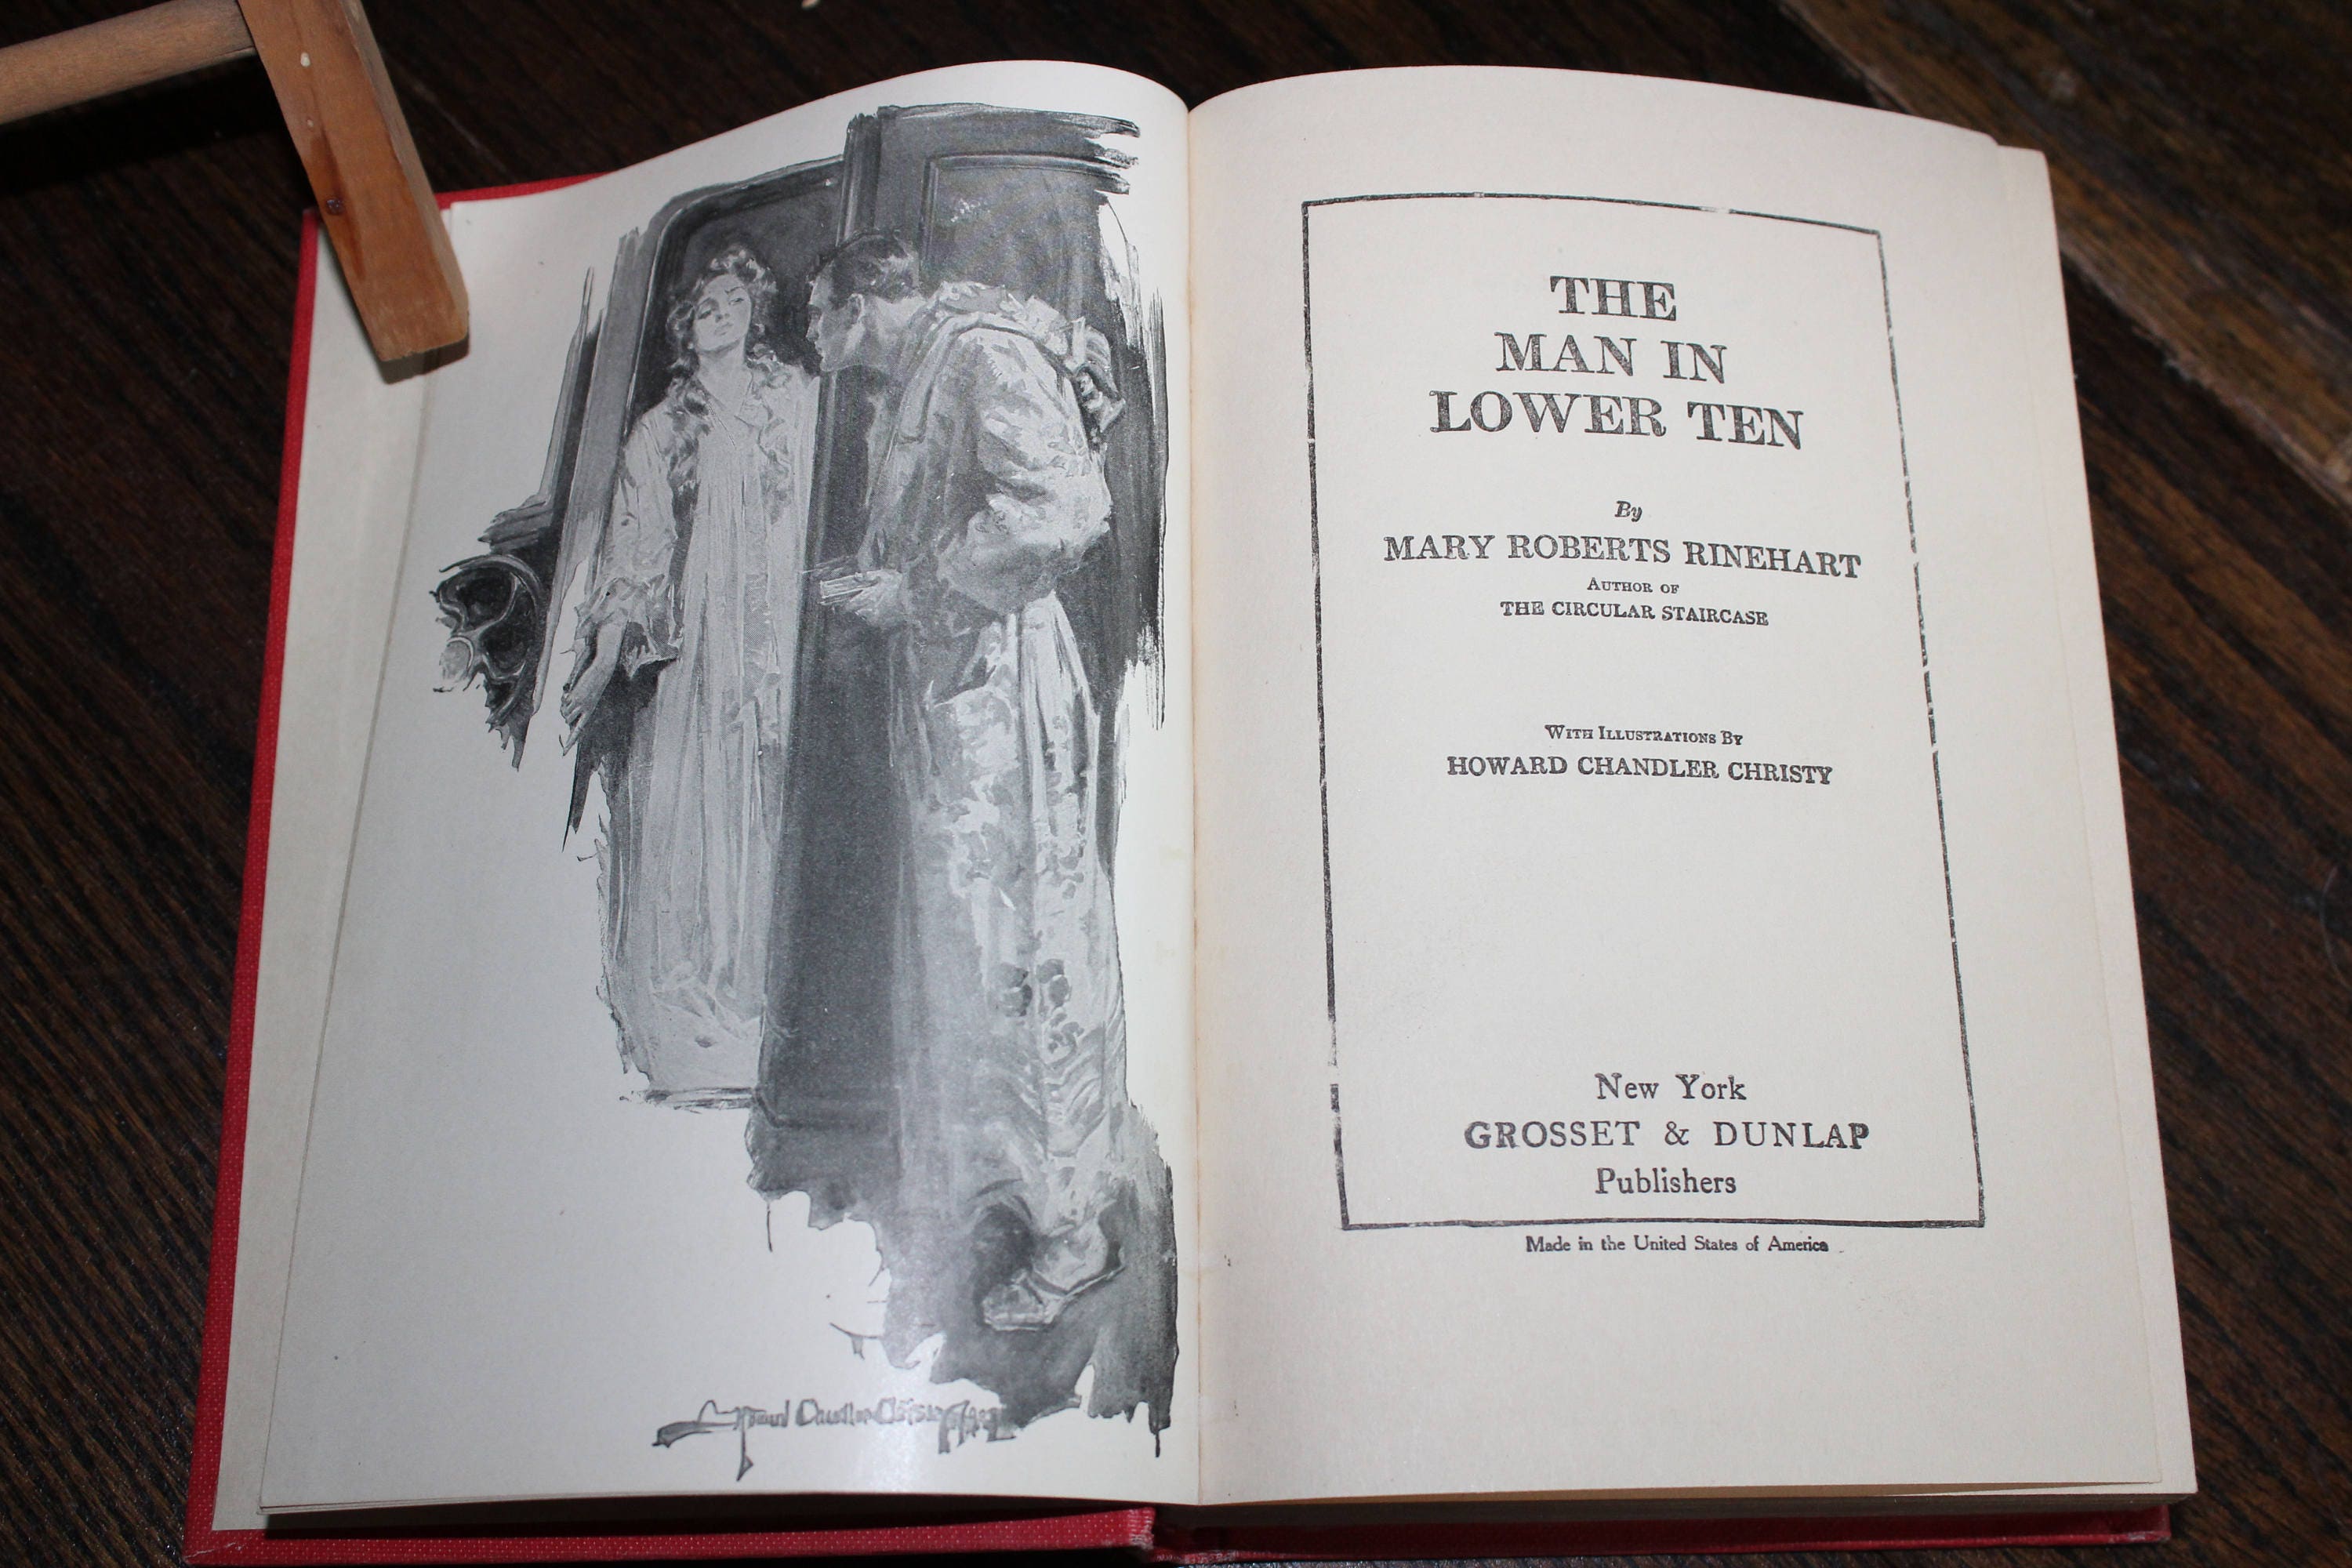 THE
MAN IN
LOWER TEN
By
MARY ROBERTS RINEHART
AUTHOR OF
THE CIRCULAR STAIRCASE
WITH ILLUSTRATIONS BY
HOWARD CHANDLER CHRISTY
New York
GROSSET & DUNLAP
Publishers
Made in the United States of America